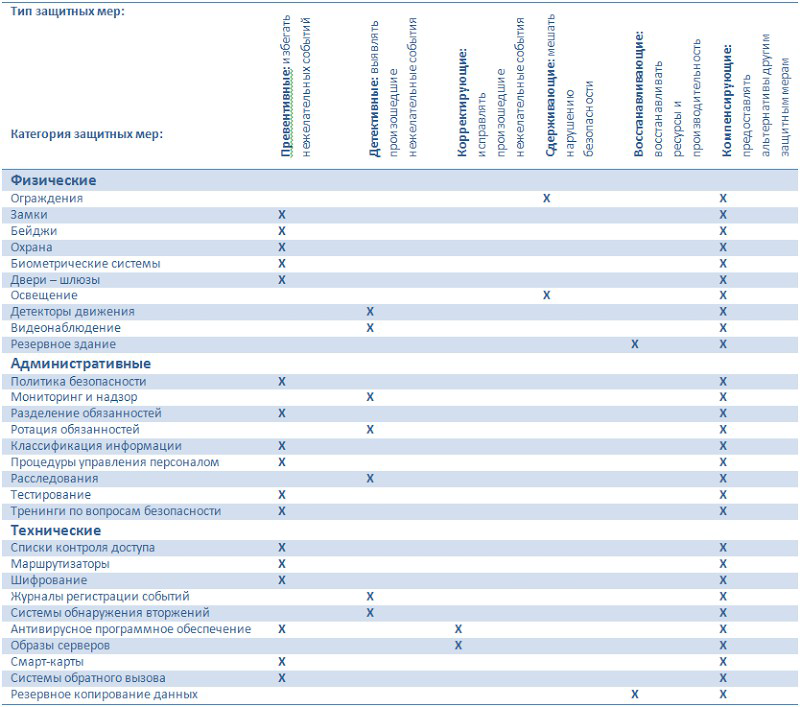 Тип защитных мер:
Категория защитных мер:
Превентивные: избегать
нежелательных событий
Детективные: выявлять
произошедшие
нежелательные события
Корректирующие:
исправлять
произошедшие
нежелательные события
Сдерживающие: мешать
нарушению
безопасности
Восстанавливающие:
восстанавливать
ресурсы и
производительность
Компенсирующие:
предоставлять
альтернативы другим
защитным мерам
Физические
Ограждения X X
Замки X X
Бейджи X X
Охрана X X
Биометрические системы X X
Двери – шлюзы X X
Освещение X X
Детекторы движения X X
Видеонаблюдение X X
Резервное здание X X
Административные
Политика безопасности X X
Мониторинг и надзор X X
Разделение обязанностей X X
Ротация обязанностей X X
Классификация информации X X
Процедуры управления персоналом X X
Расследования X X
Тестирование X X
Тренинги по вопросам безопасности X X
Технические
Списки контроля доступа X X
Маршрутизаторы X X
Шифрование X X
Журналы регистрации событий X X
Системы обнаружения вторжений X X
Антивирусное программное обеспечение X X X
Образы серверов X X
Смарт-карты X X
Системы обратного вызова X X
Резервное копирование данных X X